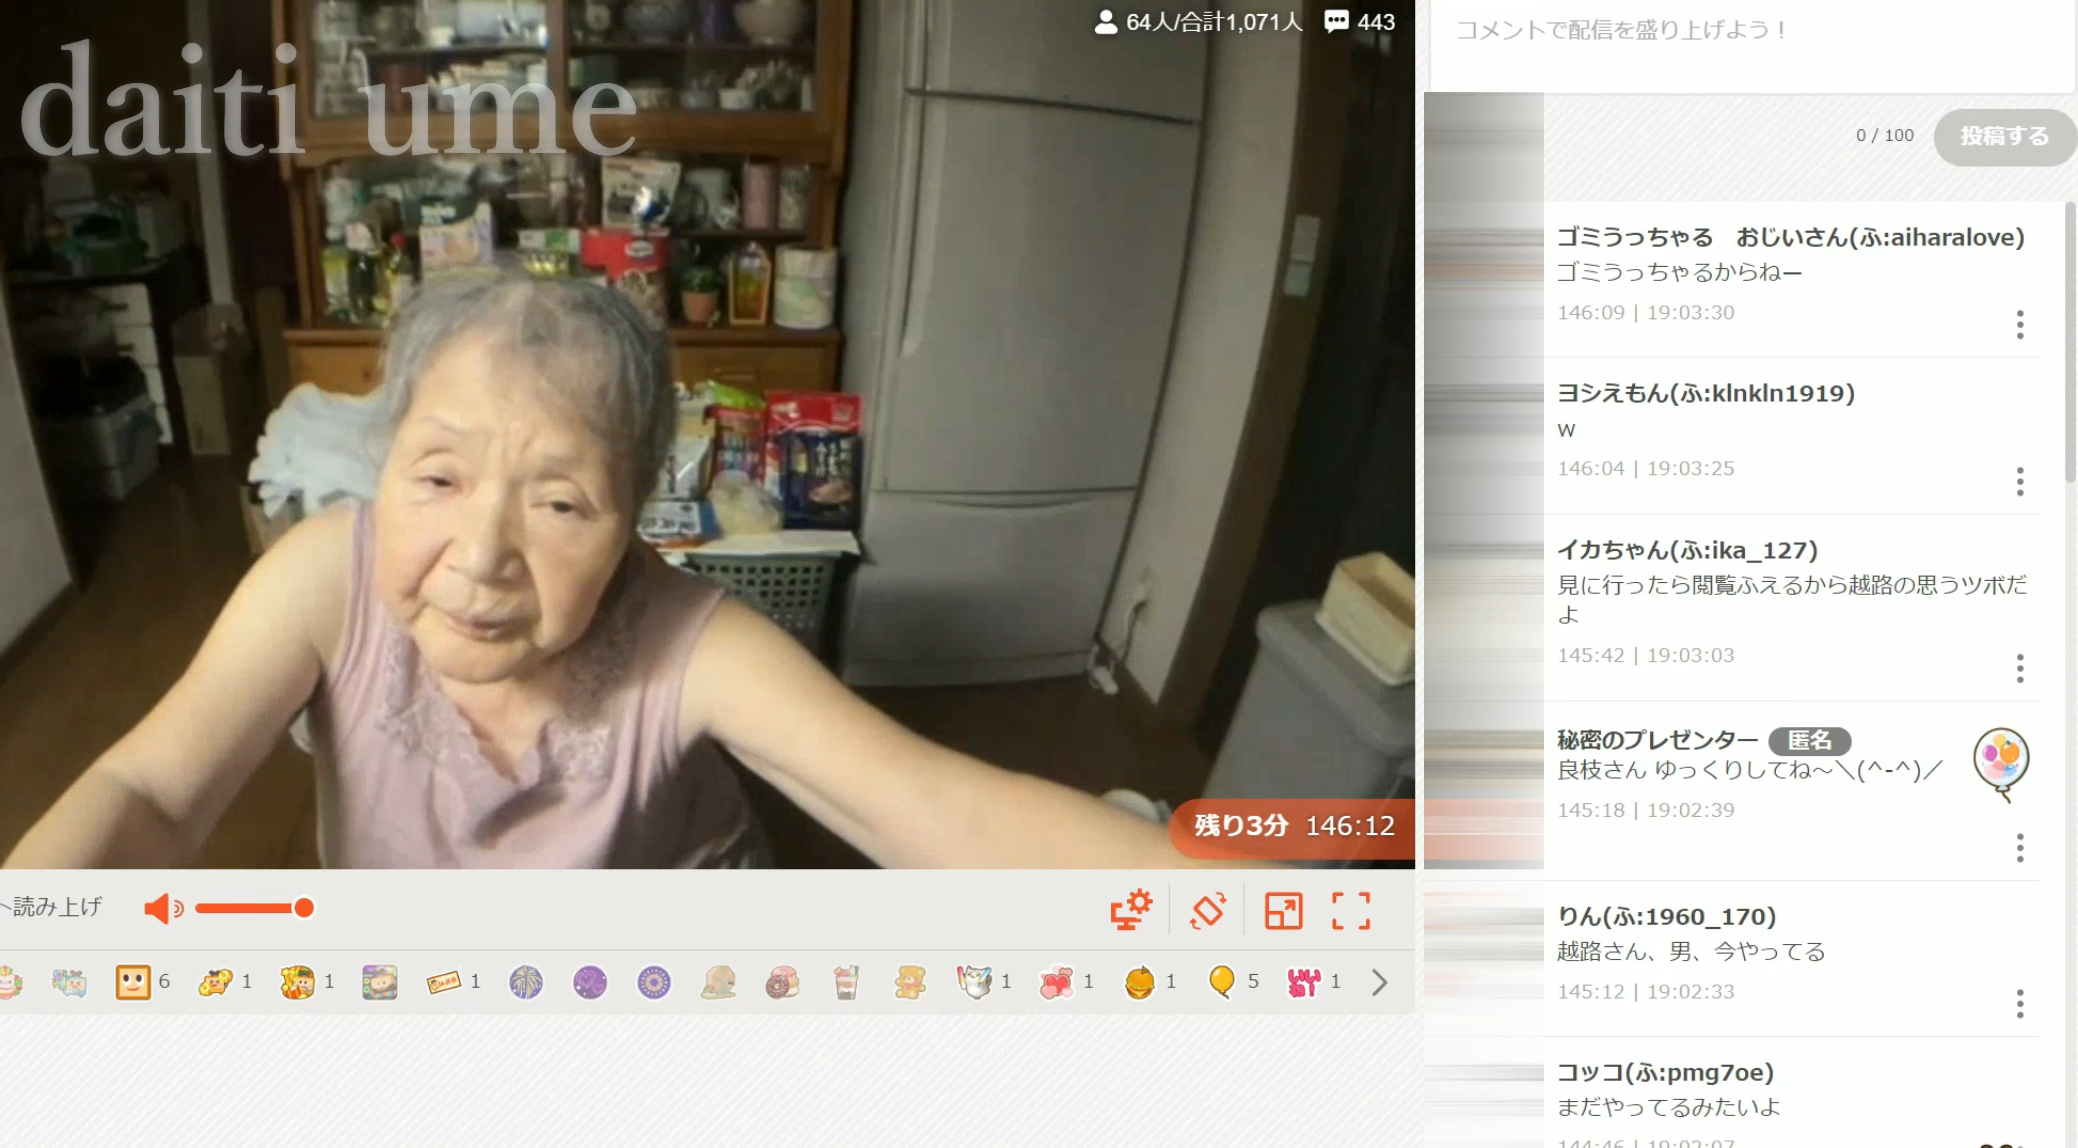 daiti ume
64人/合計1,071人 443
残り3分 146:12
ト読み上げ
6
1
1
1
1
1
1
5
1
コメントで配信を盛り上げよう！
0 / 100
投稿する
ゴミうっちゃる　おじいさん(ふ:aiharalove)
ゴミうっちゃるからねー
146:09 | 19:03:30
ヨシえもん(ふ:klnkln1919)
w
146:04 | 19:03:25
イカちゃん(ふ:ika_127)
見に行ったら閲覧ふえるから越路の思うツボだ
よ
145:42 | 19:03:03
秘密のプレゼンター 匿名
良枝さん ゆっくりしてね～＼(^-^)／
145:18 | 19:02:39
りん(ふ:1960_170)
越路さん、男、今やってる
145:12 | 19:02:33
コッコ(ふ:pmg7oe)
まだやってるみたいよ
144:46 | 19:02:07